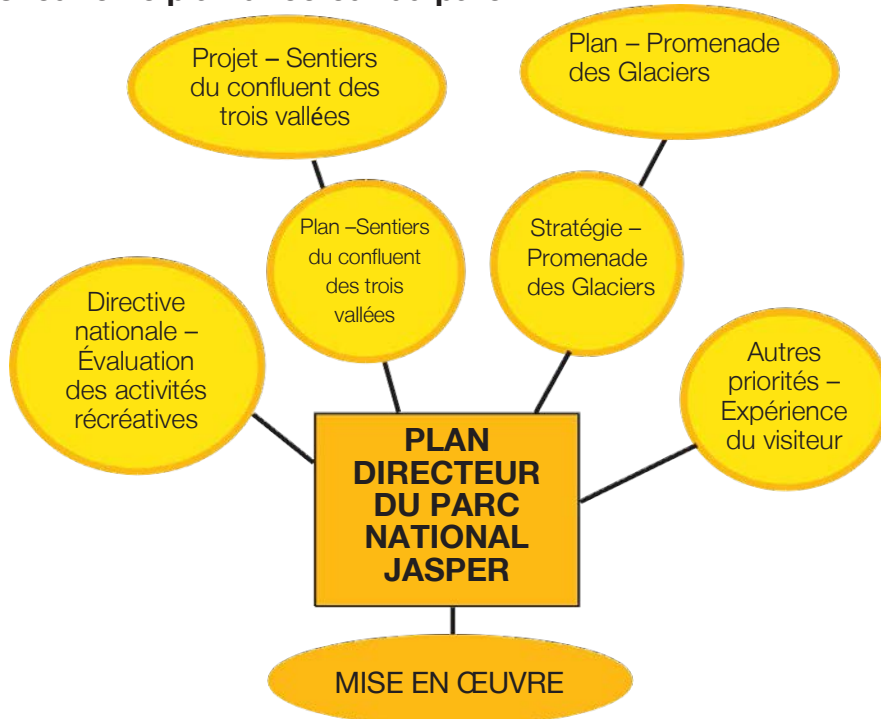 Projet – Sentiers
du confluent des
trois vallées
Plan – Promenade
des Glaciers
Plan –Sentiers
du confluent
des trois
vallées
Stratégie –
Promenade
des Glaciers
Directive
nationale –
Évaluation
des activités
récréatives
Autres
priorités –
Expérience
du visiteur
PLAN
DIRECTEUR
DU PARC
NATIONAL
JASPER
MISE EN ŒUVRE